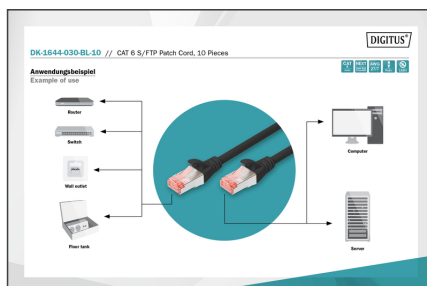 DIGITUS®
DK-1644-030-BL-10 // CAT 6 S/FTP Patch Cord, 10 Pieces
Anwendungsbeispiel
Example of use
Router
Switch
Wall outlet
Floor tank
Computer
Server